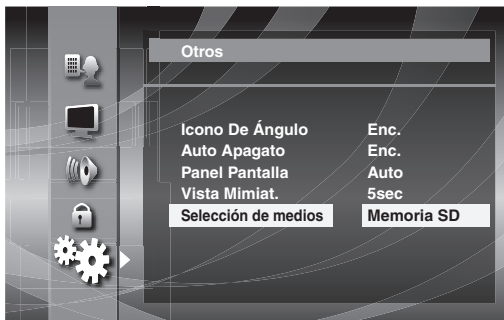 Otros
Icono De Ángulo Enc.
Auto Apagato Enc.
Panel Pantalla Auto
Vista Mimiat. 5sec
Selección de medios Memoria SD